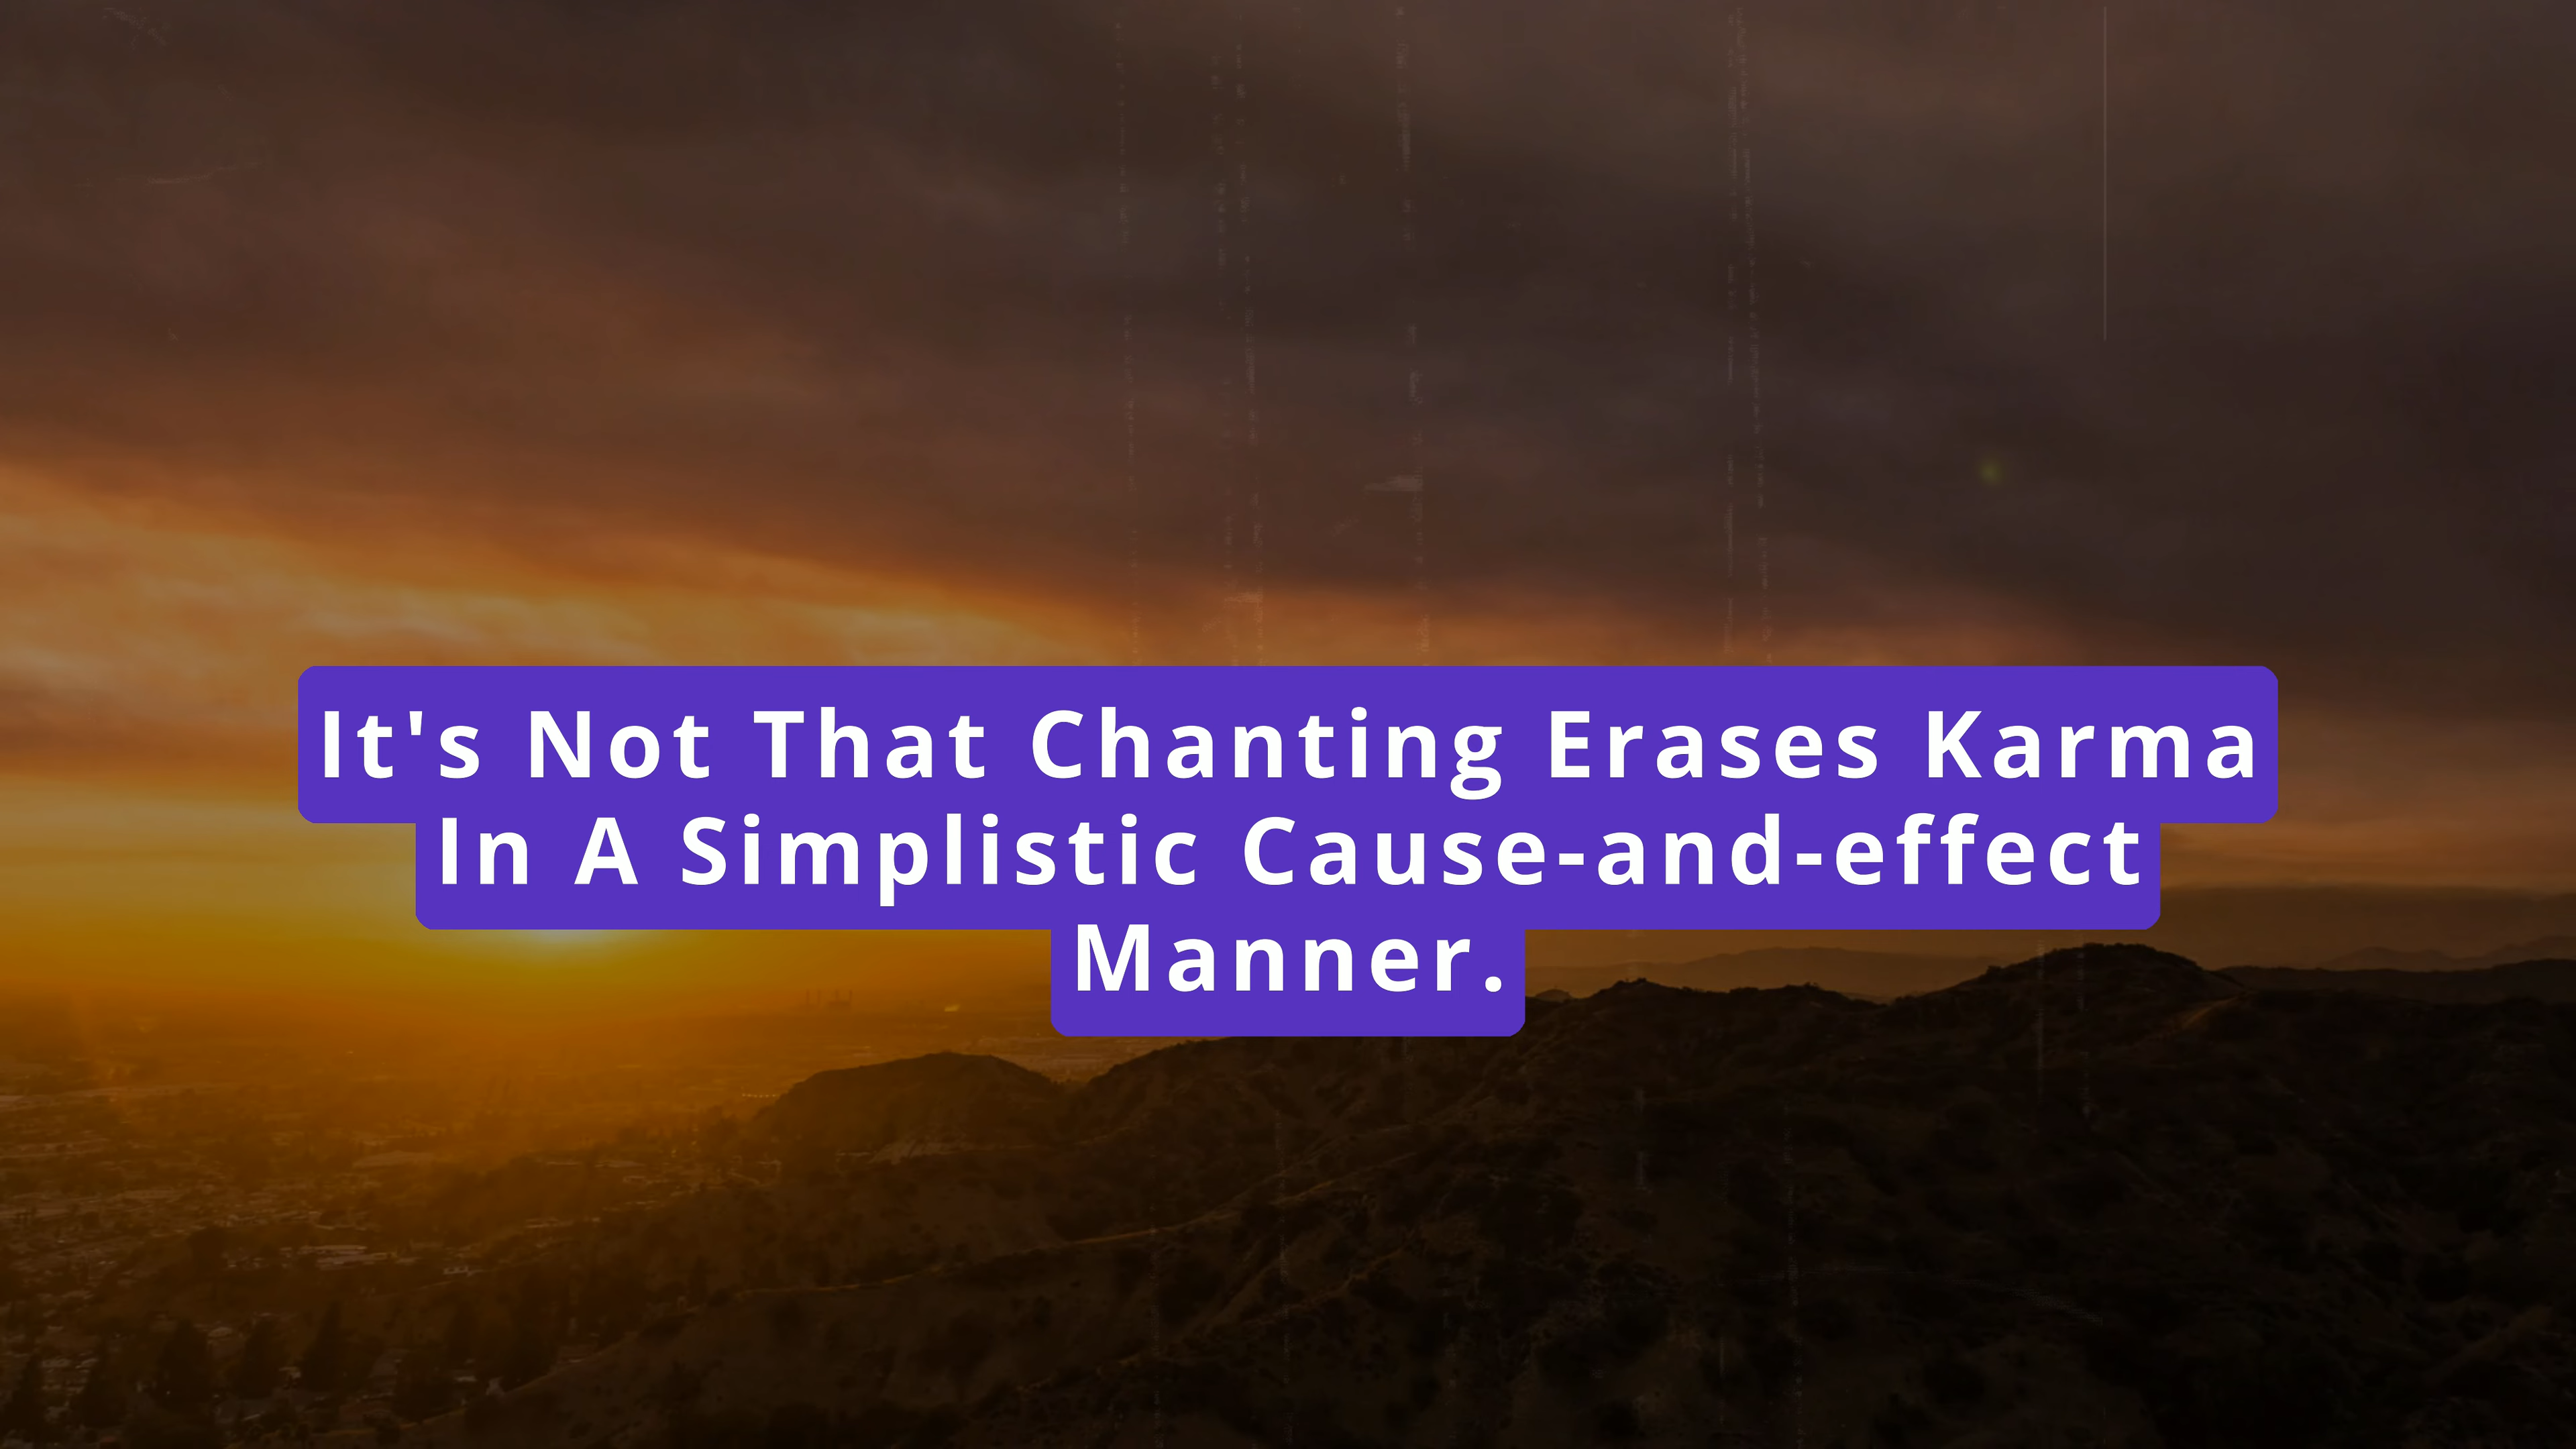 It's Not That Chanting Erases Karma
In A Simplistic Cause-and-effect
Manner.